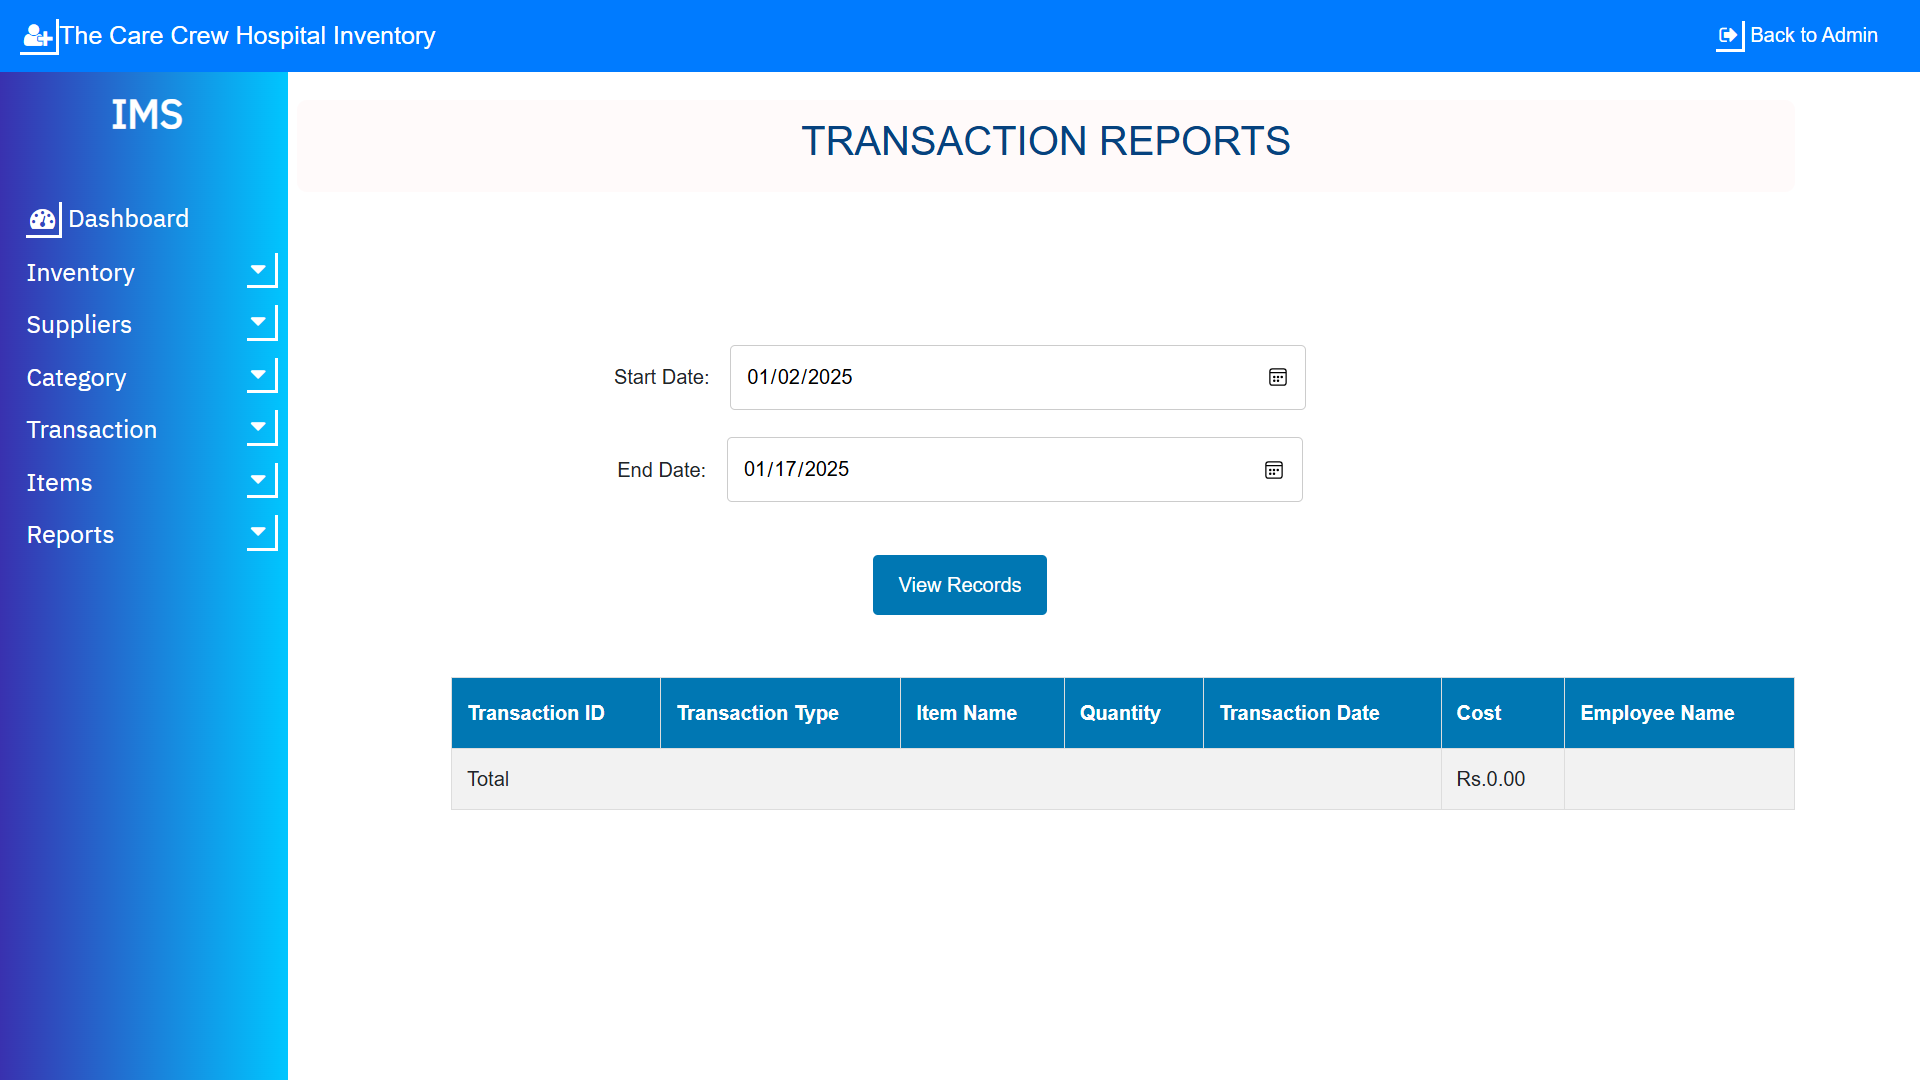 The Care Crew Hospital Inventory
Back to Admin
IMS
Dashboard
Inventory
Suppliers
Category
Transaction
Items
Reports
TRANSACTION REPORTS
Start Date: 01/02/2025
End Date: 01/17/2025
View Records
Transaction ID Transaction Type Item Name Quantity Transaction Date Cost Employee Name
Total Rs.0.00